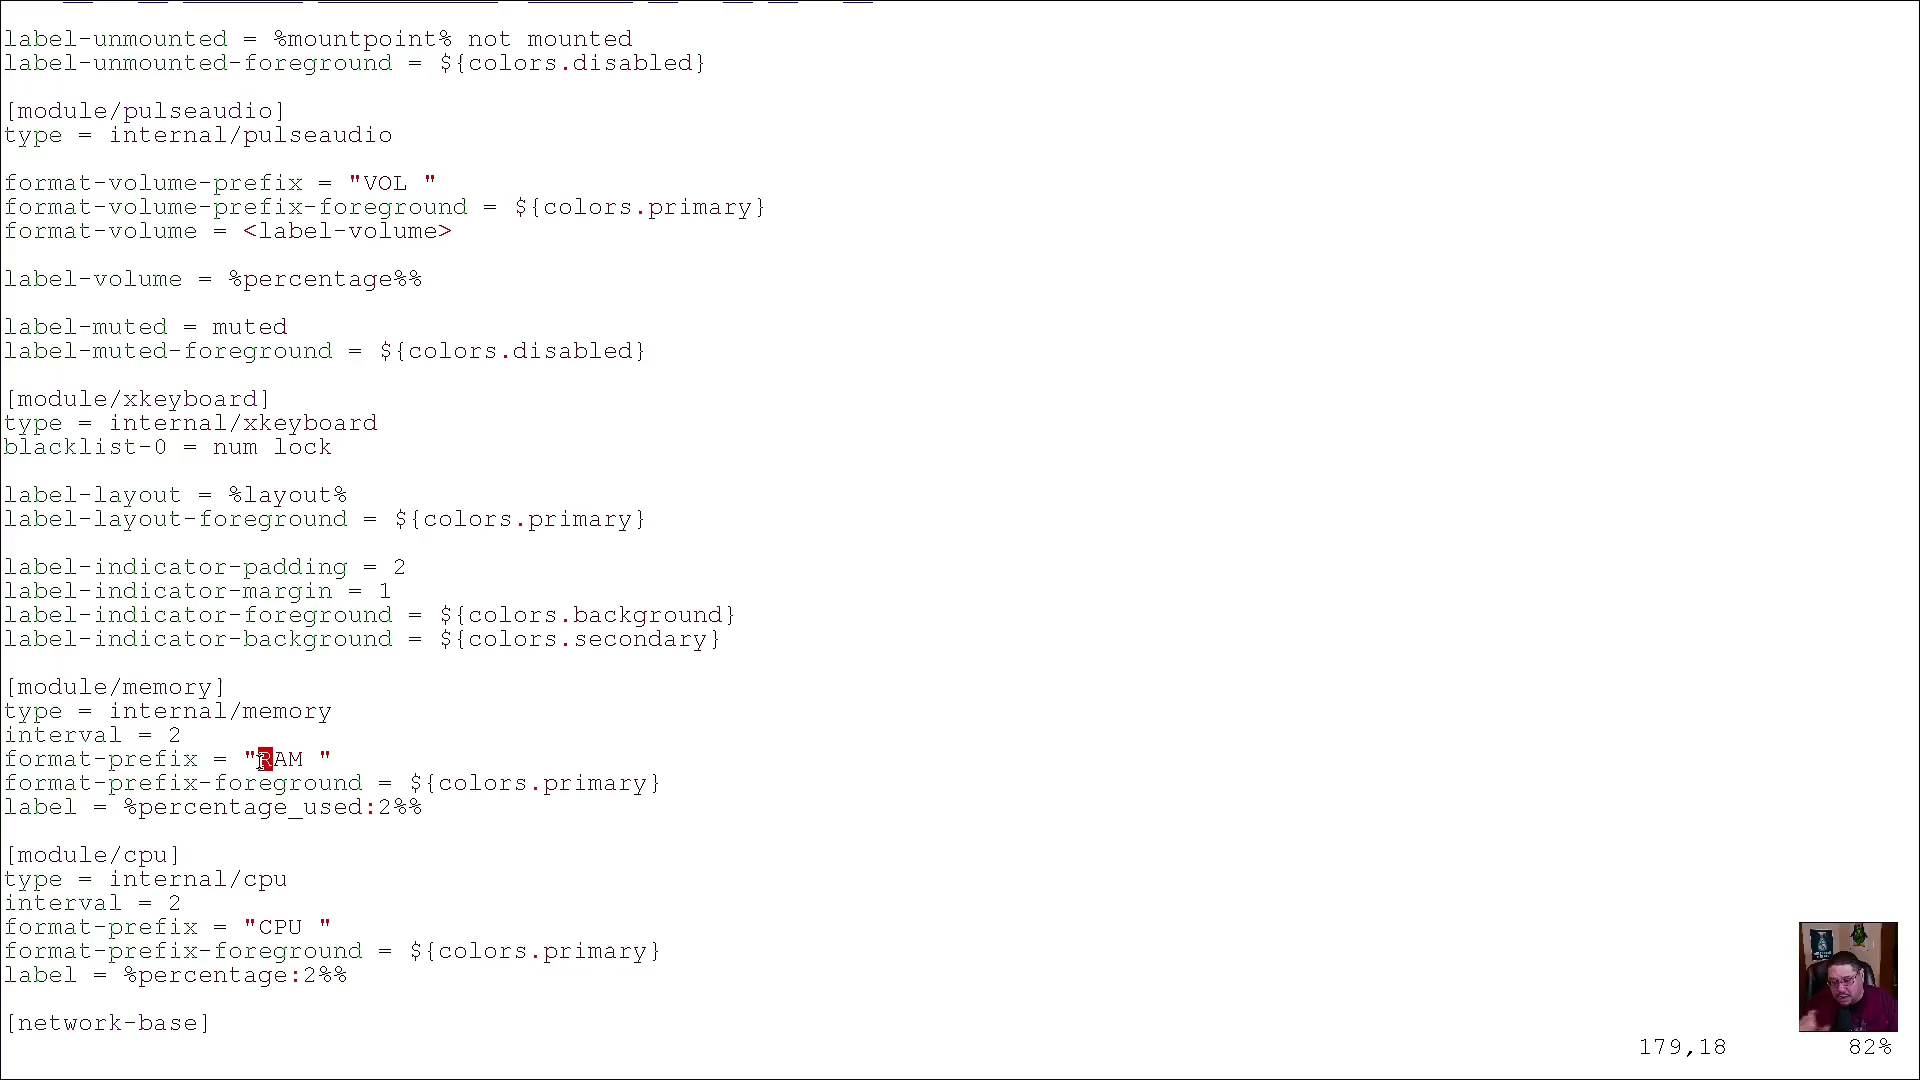 label-unmounted = %mountpoint% not mounted
label-unmounted-foreground = ${colors.disabled}
[module/pulseaudio]
type = internal/pulseaudio
format-volume-prefix = "VOL "
format-volume-prefix-foreground = ${colors.primary}
format-volume = <label-volume>
label-volume = %percentage%%
label-muted = muted
label-muted-foreground = ${colors.disabled}
[module/xkeyboard]
type = internal/xkeyboard
blacklist-0 = num lock
label-layout = %layout%
label-layout-foreground = ${colors.primary}
label-indicator-padding = 2
label-indicator-margin = 1
label-indicator-foreground = ${colors.background}
label-indicator-background = ${colors.secondary}
[module/memory]
type = internal/memory
interval = 2
format-prefix = "RAM "
format-prefix-foreground = ${colors.primary}
label = %percentage_used:2%%
[module/cpu]
type = internal/cpu
interval = 2
format-prefix = "CPU "
format-prefix-foreground = ${colors.primary}
label = %percentage:2%%
[network-base]
179,18 82%